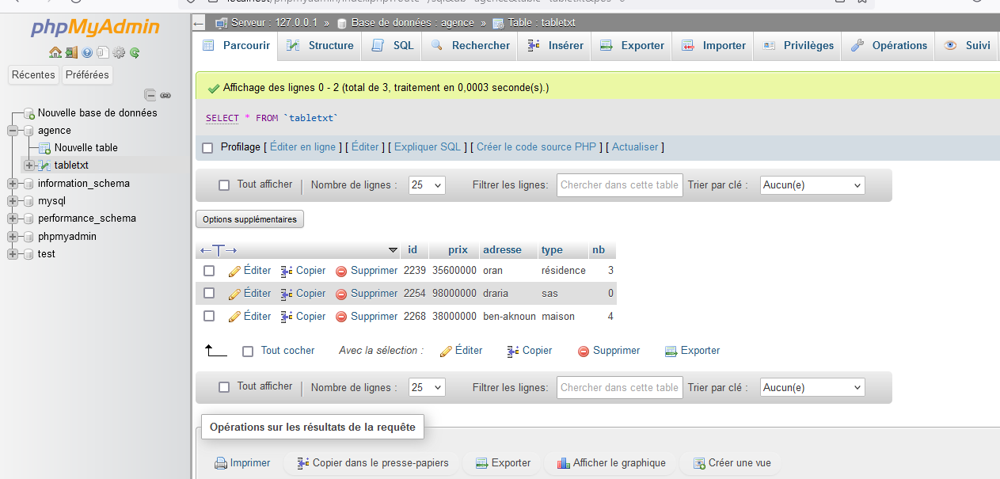 phpMyAdmin
Récentes Préférées
Nouvelle base de données
agence
Nouvelle table
tabletxt
information_schema
mysql
performance_schema
phpmyadmin
test
Serveur : 127.0.0.1 » Base de données : agence » Table : tabletxt
Parcourir Structure SQL Rechercher Insérer Exporter Importer Privilèges Opérations Suivi
Affichage des lignes 0 - 2 (total de 3, traitement en 0,0003 seconde(s).)
SELECT * FROM `tabletxt`
Profilage [ Éditer en ligne ] [ Éditer ] [ Expliquer SQL ] [ Créer le code source PHP ] [ Actualiser ]
Tout afficher Nombre de lignes : 25 Filtrer les lignes: Chercher dans cette table Trier par clé : Aucun(e)
Options supplémentaires
←T→ id prix adresse type nb
Éditer Copier Supprimer 2239 35600000 oran résidence 3
Éditer Copier Supprimer 2254 98000000 draria sas 0
Éditer Copier Supprimer 2268 38000000 ben-aknoun maison 4
Tout cocher Avec la sélection : Éditer Copier Supprimer Exporter
Tout afficher Nombre de lignes : 25 Filtrer les lignes: Chercher dans cette table Trier par clé : Aucun(e)
Opérations sur les résultats de la requête
Imprimer Copier dans le presse-papiers Exporter Afficher le graphique Créer une vue